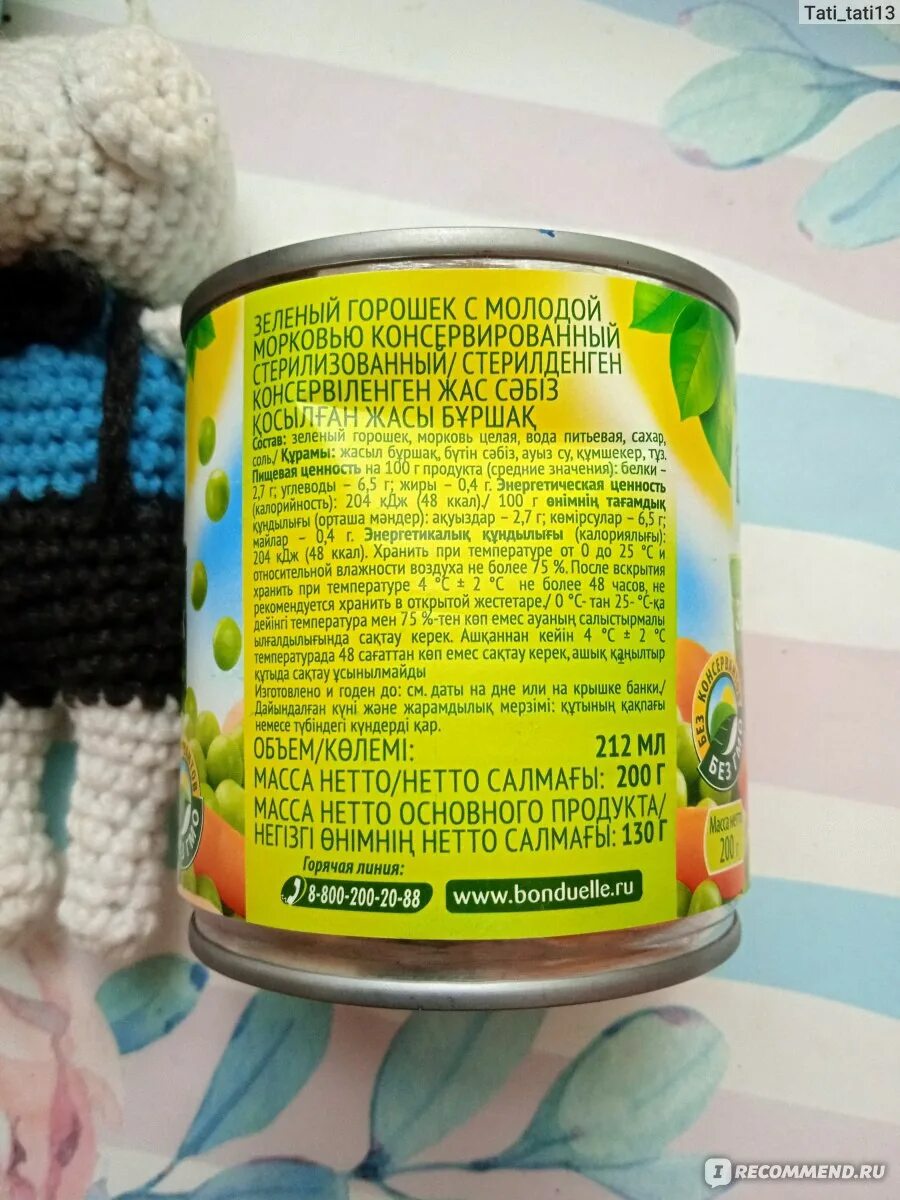 Tati_tati13
ЗЕЛЕНЫЙ ГОРОШЕК С МОЛОДОЙ
МОРКОВЬЮ КОНСЕРВИРОВАННЫЙ
СТЕРИЛИЗОВАННЫЙ/ СТЕРИЛДЕНГЕН
КОНСЕРВІЛЕНГЕН ЖАС СӘБІЗ
ҚОСЫЛҒАН ЖАСЫ БҰРШАҚ
Состав: зеленый горошек, морковь целая, вода питьевая, сахар,
соль./ Құрамы: жасыл бұршақ, бүтін сәбіз, ауыз су, құмшекер, тұз.
Пищевая ценность на 100 г продукта (средние значения): белки –
2,7 г; углеводы – 6,5 г; жиры – 0,4 г. Энергетическая ценность
(калорийность): 204 кДж (48 ккал)./ 100 г өнімнің тағамдық
құндылығы (орташа мәндер): ақуыздар – 2,7 г; көмірсулар – 6,5 г;
майлар – 0,4 г. Энергетикалық құндылығы (калориялығы):
204 кДж (48 ккал). Хранить при температуре от 0 до 25 °С и
относительной влажности воздуха не более 75 %. После вскрытия
хранить при температуре 4 °С ± 2 °С не более 48 часов, не
рекомендуется хранить в открытой жестетаре./ 0 °С- тан 25- °С-қа
дейінгі температура мен 75 %-тен көп емес ауаның салыстырмалы
ылғалдылығында сақтау керек. Ашқаннан кейін 4 °С ± 2 °С
температурада 48 сағаттан көп емес сақтау керек, ашық қаңылтыр
құтыда сақтау ұсынылмайды
Изготовлено и годен до: см. даты на дне или на крышке банки./
Дайындалған күні және жарамдылық мерзімі: құтының қақпағы
немесе түбіндегі күндерді қар.
ОБЪЕМ/КӨЛЕМІ: 212 МЛ
МАССА НЕТТО/НЕТТО САЛМАҒЫ: 200 Г
МАССА НЕТТО ОСНОВНОГО ПРОДУКТА/
НЕГІЗГІ ӨНІМНІҢ НЕТТО САЛМАҒЫ: 130 Г
Горячая линия:
8-800-200-20-88
www.bonduelle.ru
БЕЗ
БЕЗ
Масса
200 г
IRECOMMEND.RU